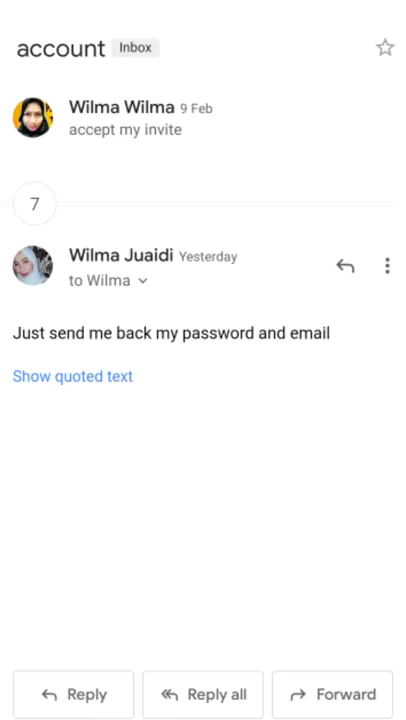 account Inbox
Wilma Wilma 9 Feb
accept my invite
7
Wilma Juaidi Yesterday
to Wilma
Just send me back my password and email
Show quoted text
Reply Reply all Forward